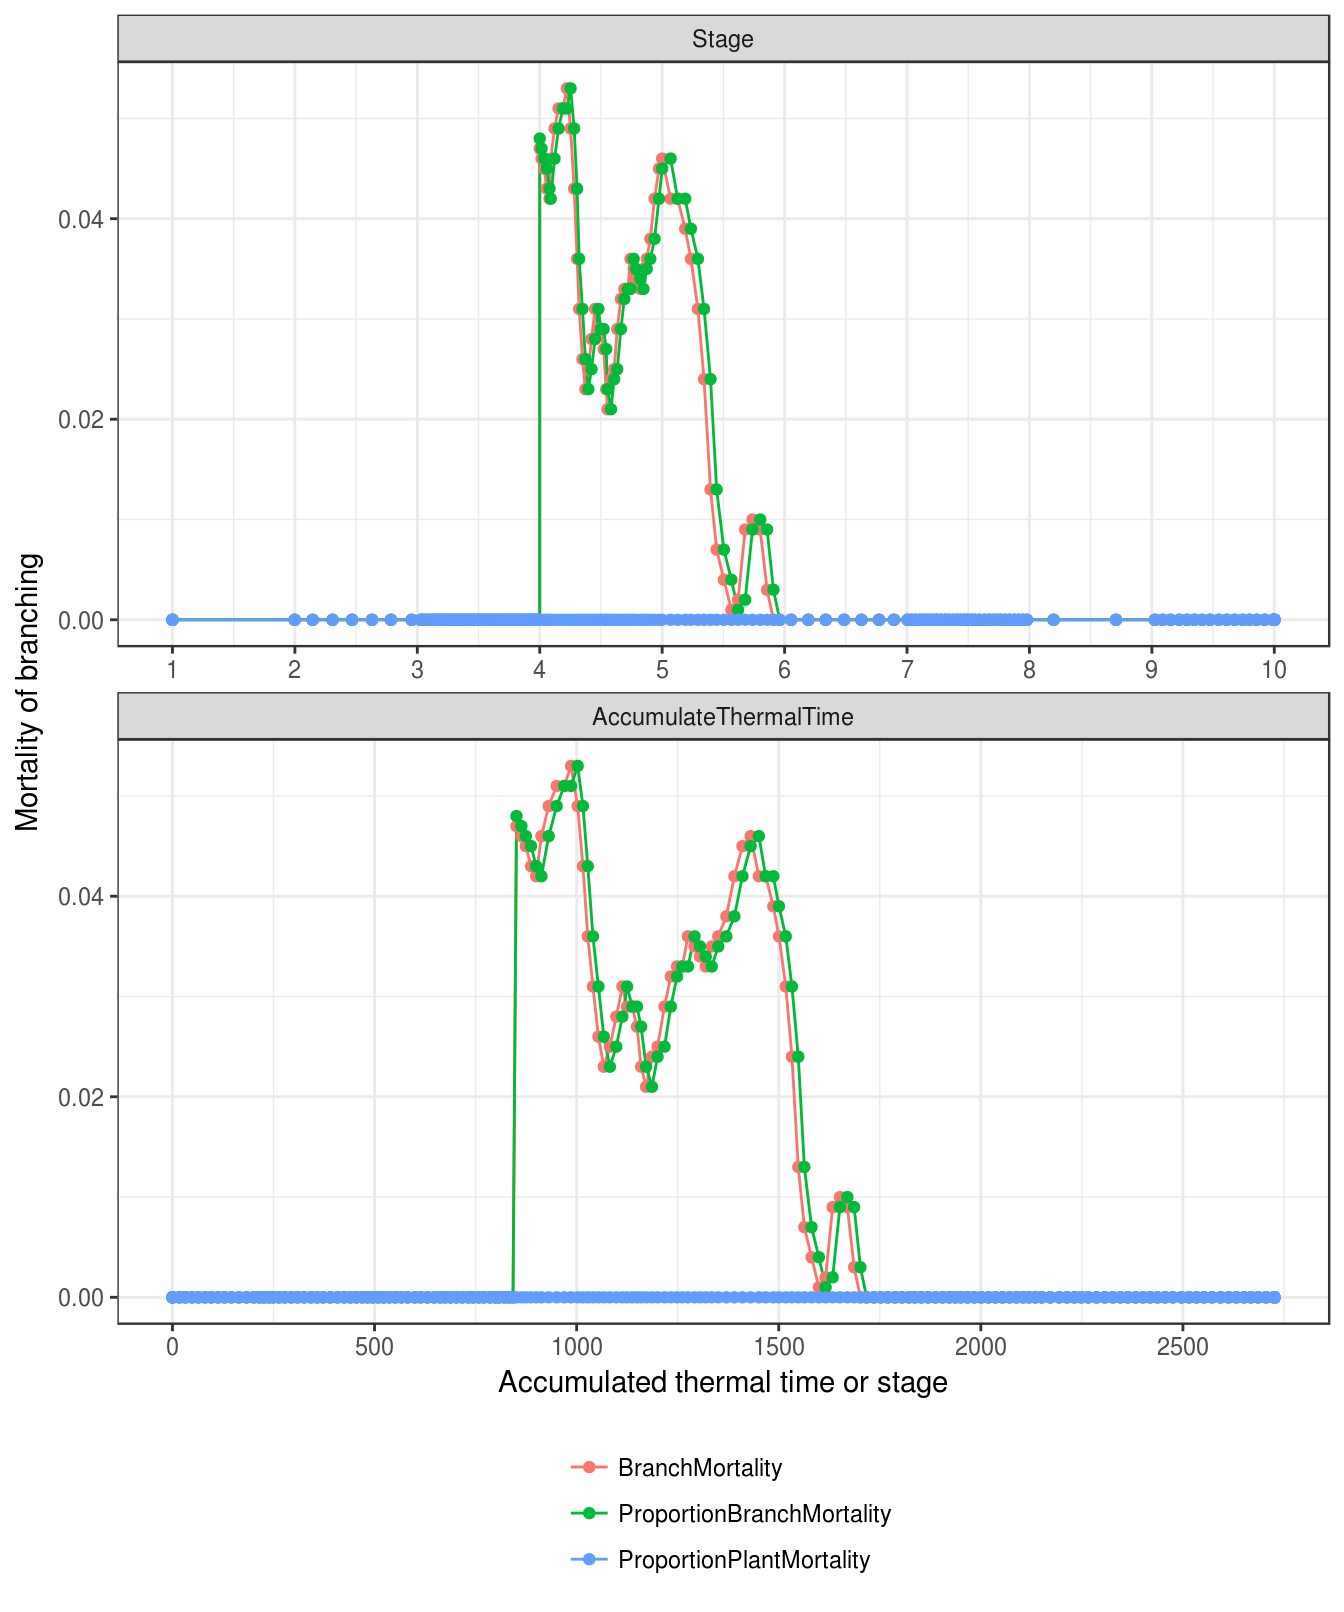 Stage
0.04
0.02
0.00
1 2 3 4 5 6 7 8 9 10
Mortality of branching
AccumulateThermalTime
0.04
0.02
0.00
0 500 1000 1500 2000 2500
Accumulated thermal time or stage
BranchMortality
ProportionBranchMortality
ProportionPlantMortality